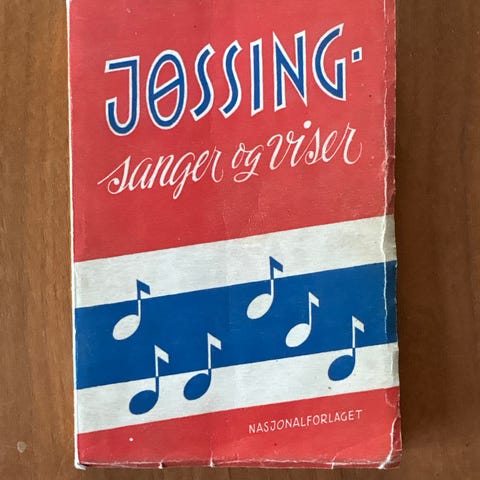 JØSSING-
sanger og viser
NASJONALFORLAGET